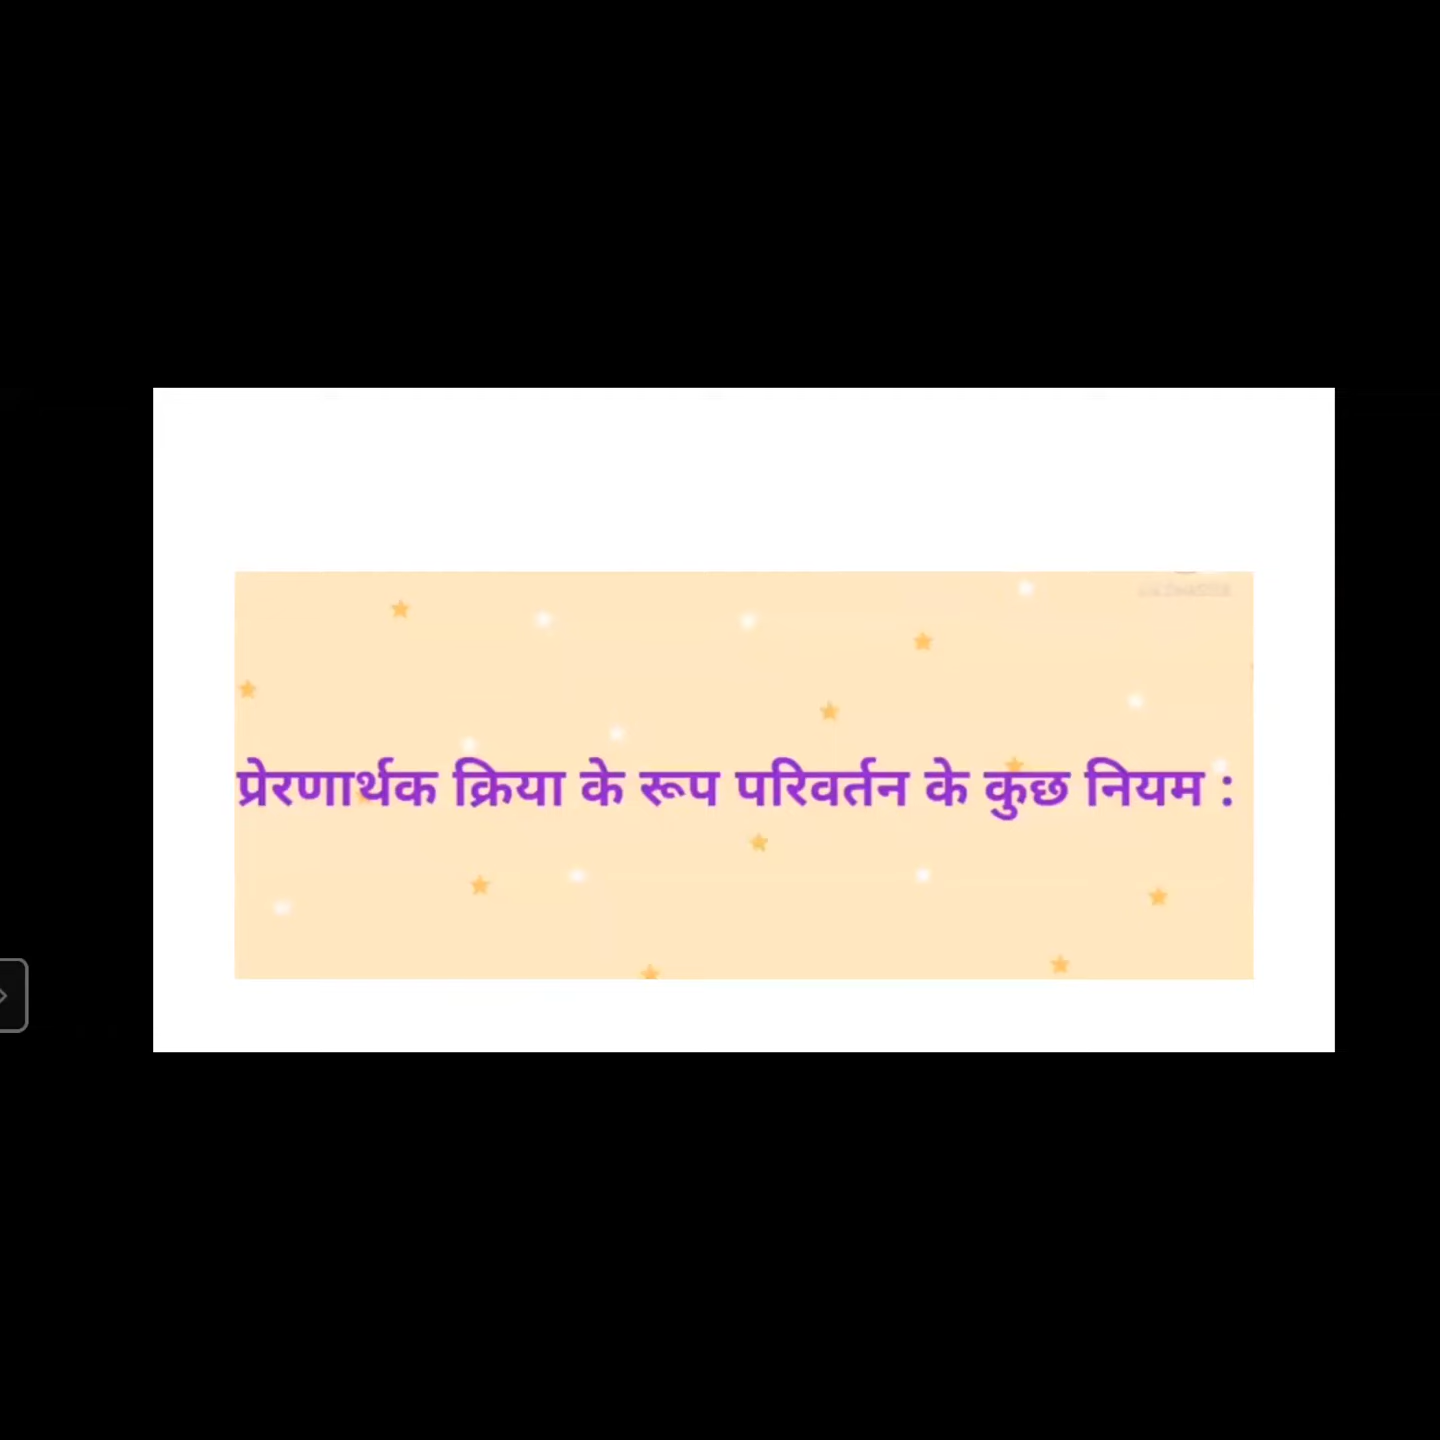 प्रेरणार्थक क्रिया के रूप परिवर्तन के कुछ नियम :